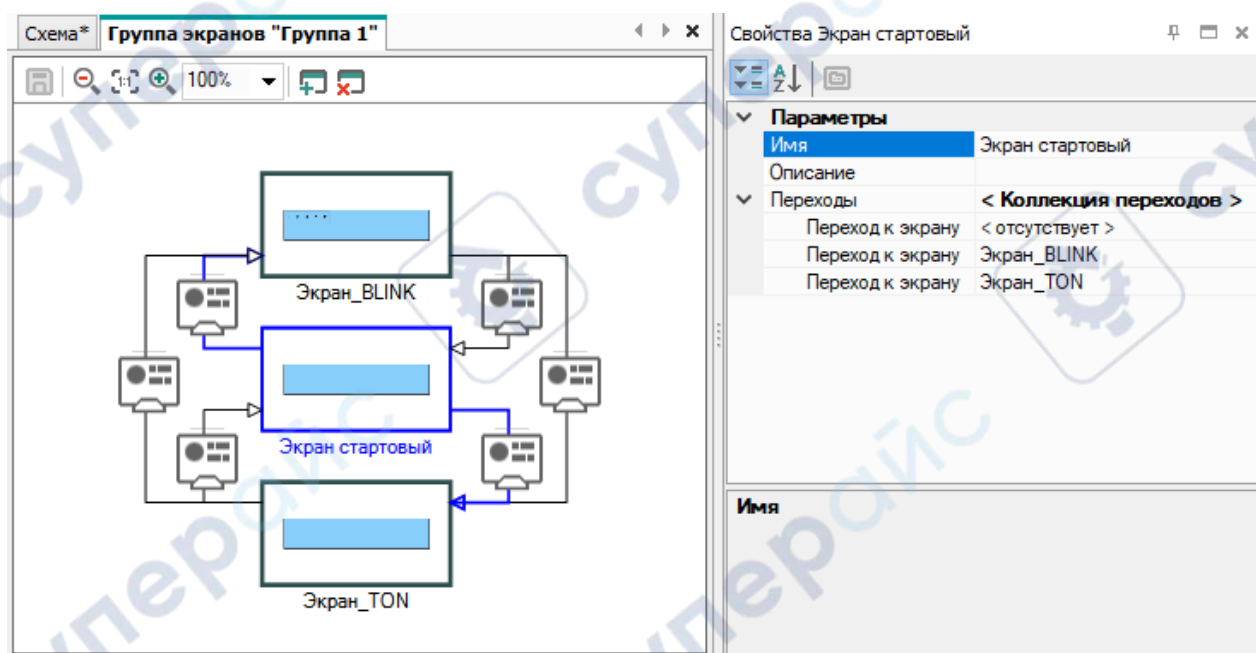 Схема*
Группа экранов "Группа 1"
100%
Экран_BLINK
Экран стартовый
Экран_TON
Свойства Экран стартовый
Параметры
Имя Экран стартовый
Описание
Переходы < Коллекция переходов >
Переход к экрану < отсутствует >
Переход к экрану Экран_BLINK
Переход к экрану Экран_TON
Имя
суперайс